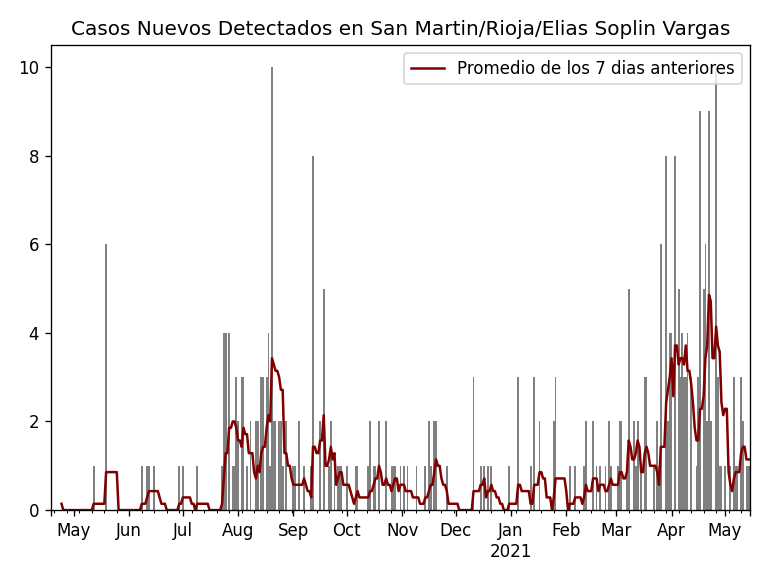 Casos Nuevos Detectados en San Martin/Rioja/Elias Soplin Vargas
Promedio de los 7 dias anteriores
10
8
6
4
2
0
May Jun Jul Aug Sep Oct Nov Dec Jan Feb Mar Apr May
2021